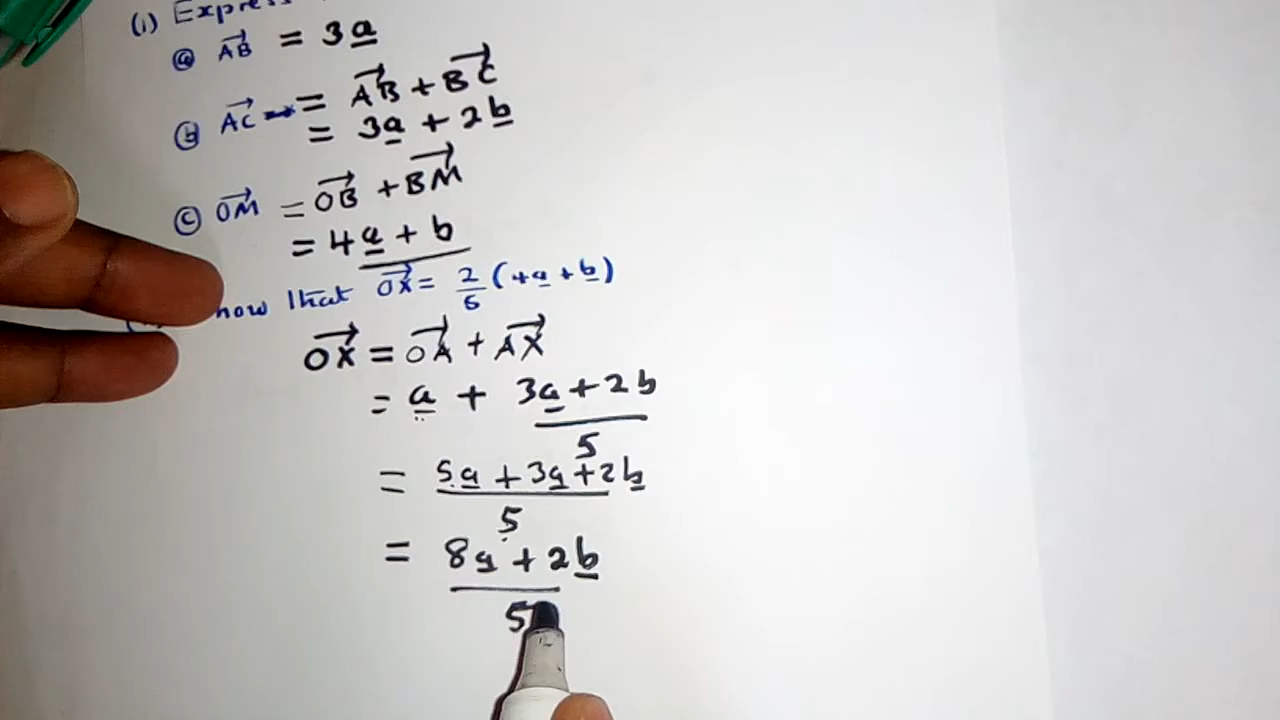 (i) Express
(a) →AB = 3a
(b) →AC = →AB + →BC
= 3a + 2b
(c) →OM = →OB + →BM
= 4a + b
how that →OX = 2/5 (4a + b)
→OX = →OA + →AX
= a + 3a + 2b
5
= 5a + 3a + 2b
5
= 8a + 2b
5